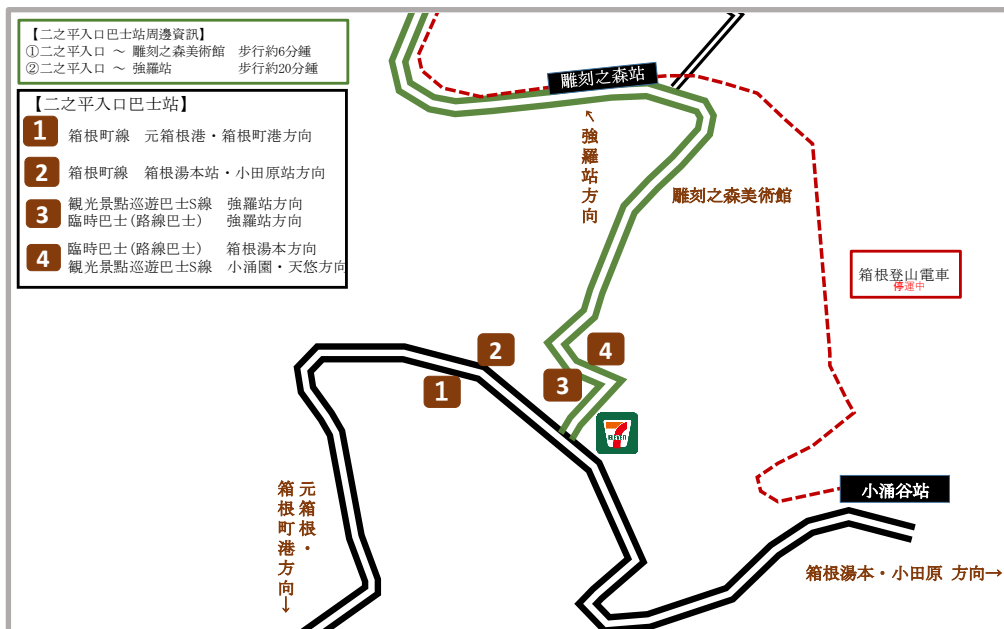 【二之平入口巴士站周邊資訊】
①二之平入口 ～ 雕刻之森美術館 步行約6分鍾
②二之平入口 ～ 強羅站 步行約20分鍾
【二之平入口巴士站】
1 箱根町線 元箱根港・箱根町港方向
2 箱根町線 箱根湯本站・小田原站方向
3 観光景點巡遊巴士S線 強羅站方向
臨時巴士(路線巴士) 強羅站方向
4 臨時巴士(路線巴士) 箱根湯本方向
観光景點巡遊巴士S線 小涌園・天悠方向
雕刻之森站
↑強羅站方向
雕刻之森美術館
箱根登山電車
停運中
2
4
3
1
7
ELEVEN
小涌谷站
元箱根・
箱根町港方向→
箱根湯本・小田原 方向→